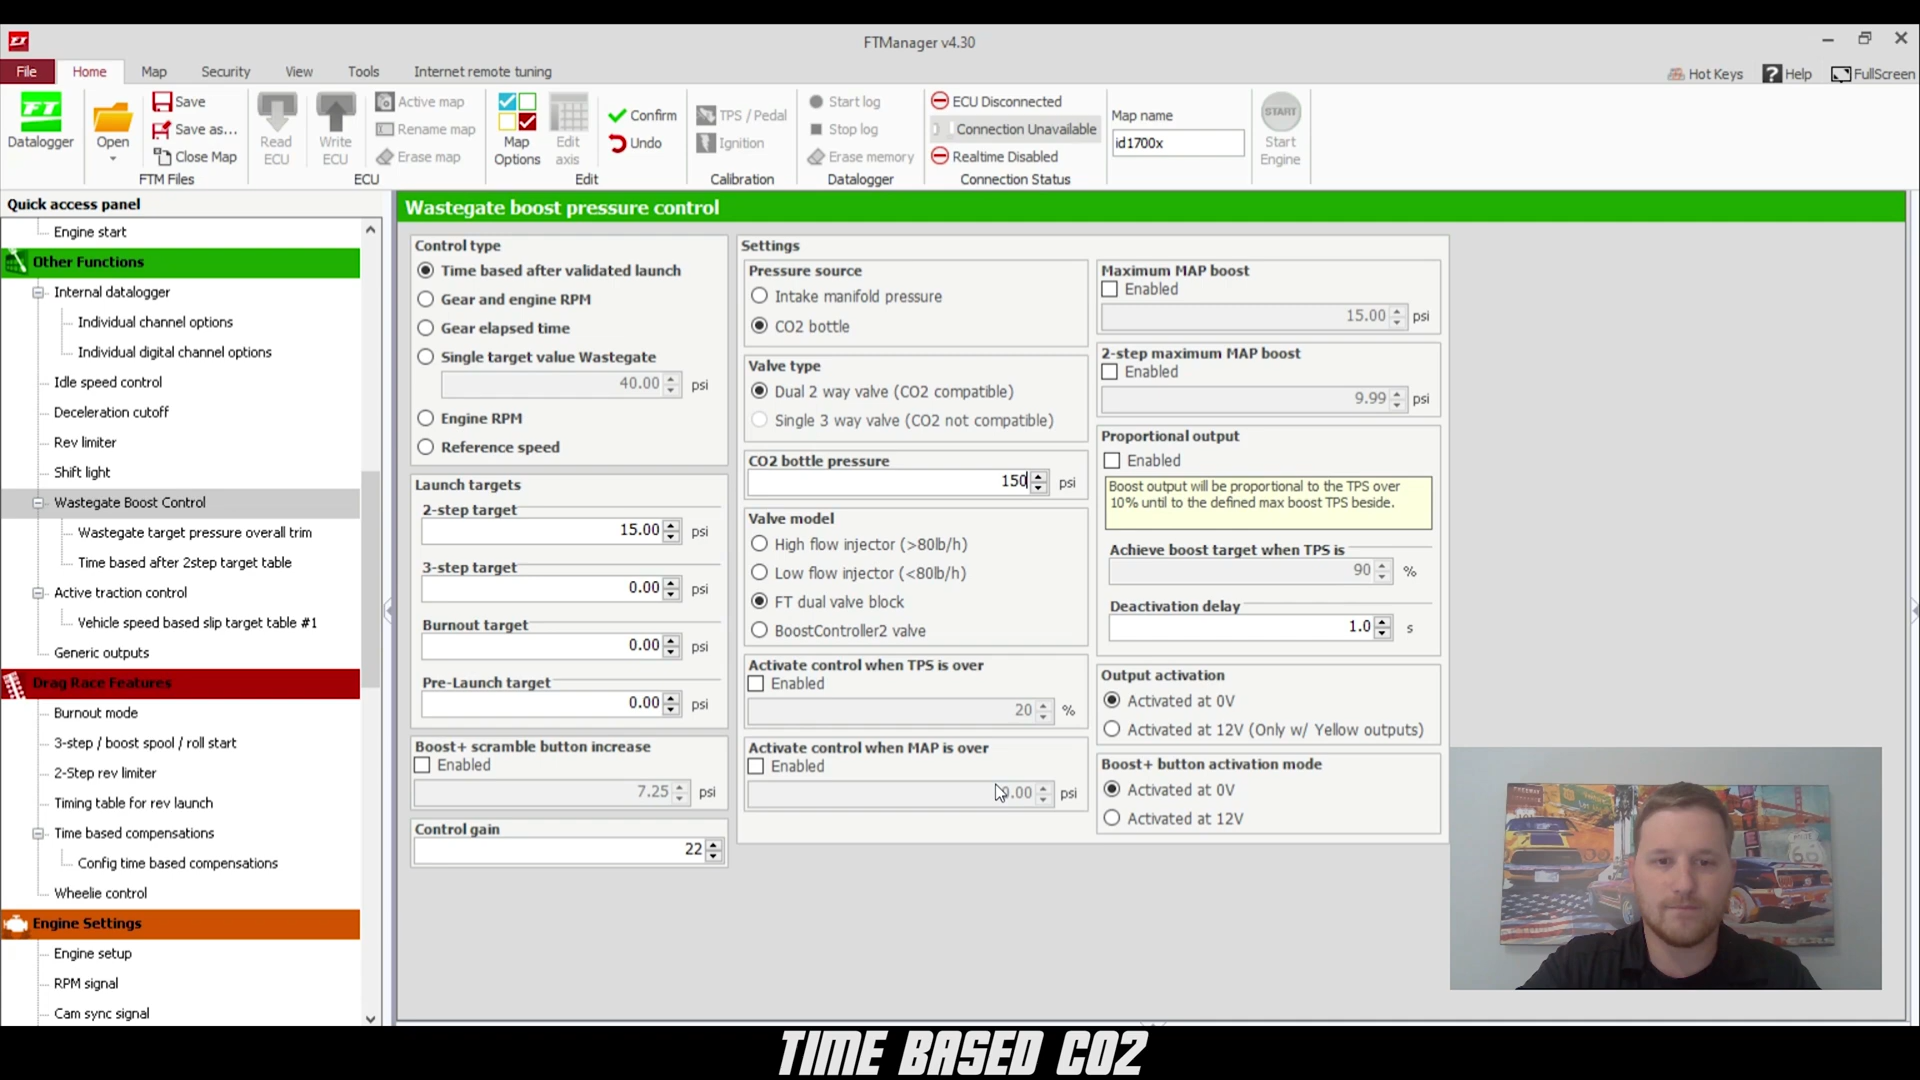 FTManager v4.30
File
Home
Map
Security
View
Tools
Internet remote tuning
Hot Keys
? Help
FullScreen
FT
Datalogger
Open
Save
Save as...
Close Map
FTM Files
Read ECU
Write ECU
Active map
Rename map
Erase map
ECU
Map Options
Edit axis
Confirm
Undo
Edit
TPS / Pedal
Ignition
Calibration
Start log
Stop log
Erase memory
Datalogger
ECU Disconnected
Connection Unavailable
Realtime Disabled
Connection Status
Map name
id1700x
START
Start Engine
Quick access panel
Engine start
Other Functions
Internal datalogger
Individual channel options
Individual digital channel options
Idle speed control
Deceleration cutoff
Rev limiter
Shift light
Wastegate Boost Control
Wastegate target pressure overall trim
Time based after 2step target table
Active traction control
Vehicle speed based slip target table #1
Generic outputs
Drag Race Features
Burnout mode
3-step / boost spool / roll start
2-Step rev limiter
Timing table for rev launch
Time based compensations
Config time based compensations
Wheelie control
Engine Settings
Engine setup
RPM signal
Cam sync signal
Wastegate boost pressure control
Control type
Time based after validated launch
Gear and engine RPM
Gear elapsed time
Single target value Wastegate
40.00 psi
Engine RPM
Reference speed
Launch targets
2-step target
15.00 psi
3-step target
0.00 psi
Burnout target
0.00 psi
Pre-Launch target
0.00 psi
Boost+ scramble button increase
Enabled
7.25 psi
Control gain
22
Settings
Pressure source
Intake manifold pressure
CO2 bottle
Valve type
Dual 2 way valve (CO2 compatible)
Single 3 way valve (CO2 not compatible)
CO2 bottle pressure
150 psi
Valve model
High flow injector (>80lb/h)
Low flow injector (<80lb/h)
FT dual valve block
BoostController2 valve
Activate control when TPS is over
Enabled
20 %
Activate control when MAP is over
Enabled
.00 psi
Maximum MAP boost
Enabled
15.00 psi
2-step maximum MAP boost
Enabled
9.99 psi
Proportional output
Enabled
Boost output will be proportional to the TPS over
10% until to the defined max boost TPS beside.
Achieve boost target when TPS is
90 %
Deactivation delay
1.0 s
Output activation
Activated at 0V
Activated at 12V (Only w/ Yellow outputs)
Boost+ button activation mode
Activated at 0V
Activated at 12V
TIME BASED CO2